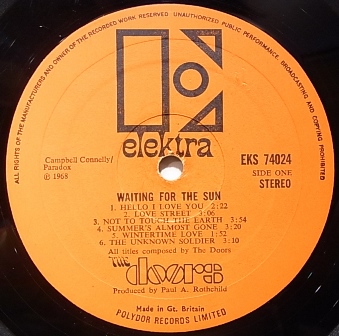 ALL RIGHTS OF THE MANUFACTURERS AND OF THE OWNER OF THE RECORDED WORK RESERVED UNAUTHORIZED PUBLIC PERFORMANCE, BROADCASTING AND COPYING PROHIBITED
elektra
Campbell Connelly/
Paradox
℗ 1968
EKS 74024
SIDE ONE
STEREO
WAITING FOR THE SUN
1. HELLO I LOVE YOU 2:22
2. LOVE STREET 3:06
3. NOT TO TOUCH THE EARTH 3:54
4. SUMMER'S ALMOST GONE 3:20
5. WINTERTIME LOVE 1:52
6. THE UNKNOWN SOLDIER 3:10
All titles composed by The Doors
THE
DOORS
Produced by Paul A. Rothchild
Made in Gt. Britain
POLYDOR RECORDS LIMITED